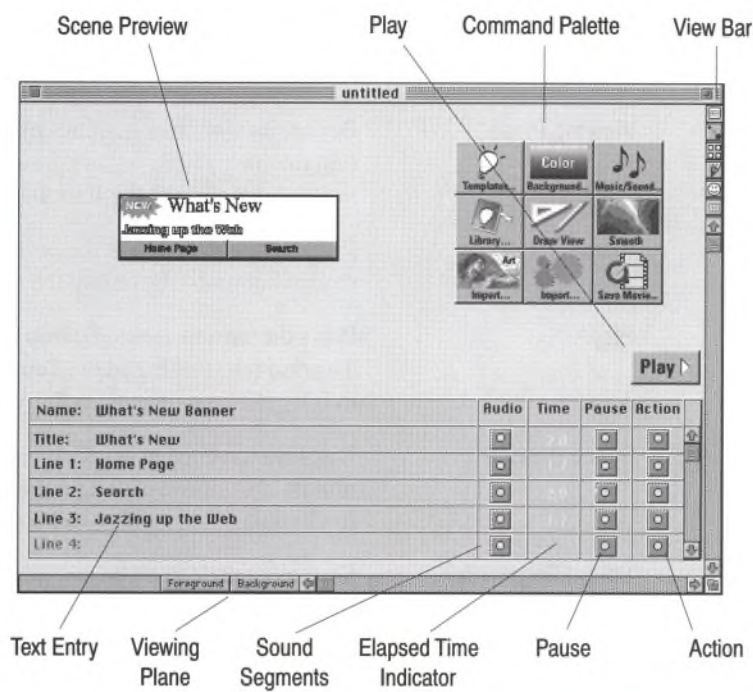 Scene Preview
Play
Command Palette
View Bar
untitled
Templates...
Color
Background...
Music/Sound...
Library...
Draw View
Smooth
Art
Import...
Import...
Save Movie...
NEW
What's New
Jazzing up the Web
Home Page
Search
Play
Name: What's New Banner
Audio
Time
Pause
Action
Title: What's New
Line 1: Home Page
Line 2: Search
Line 3: Jazzing up the Web
Line 4:
Foreground
Background
Text Entry
Viewing
Plane
Sound
Segments
Elapsed Time
Indicator
Pause
Action